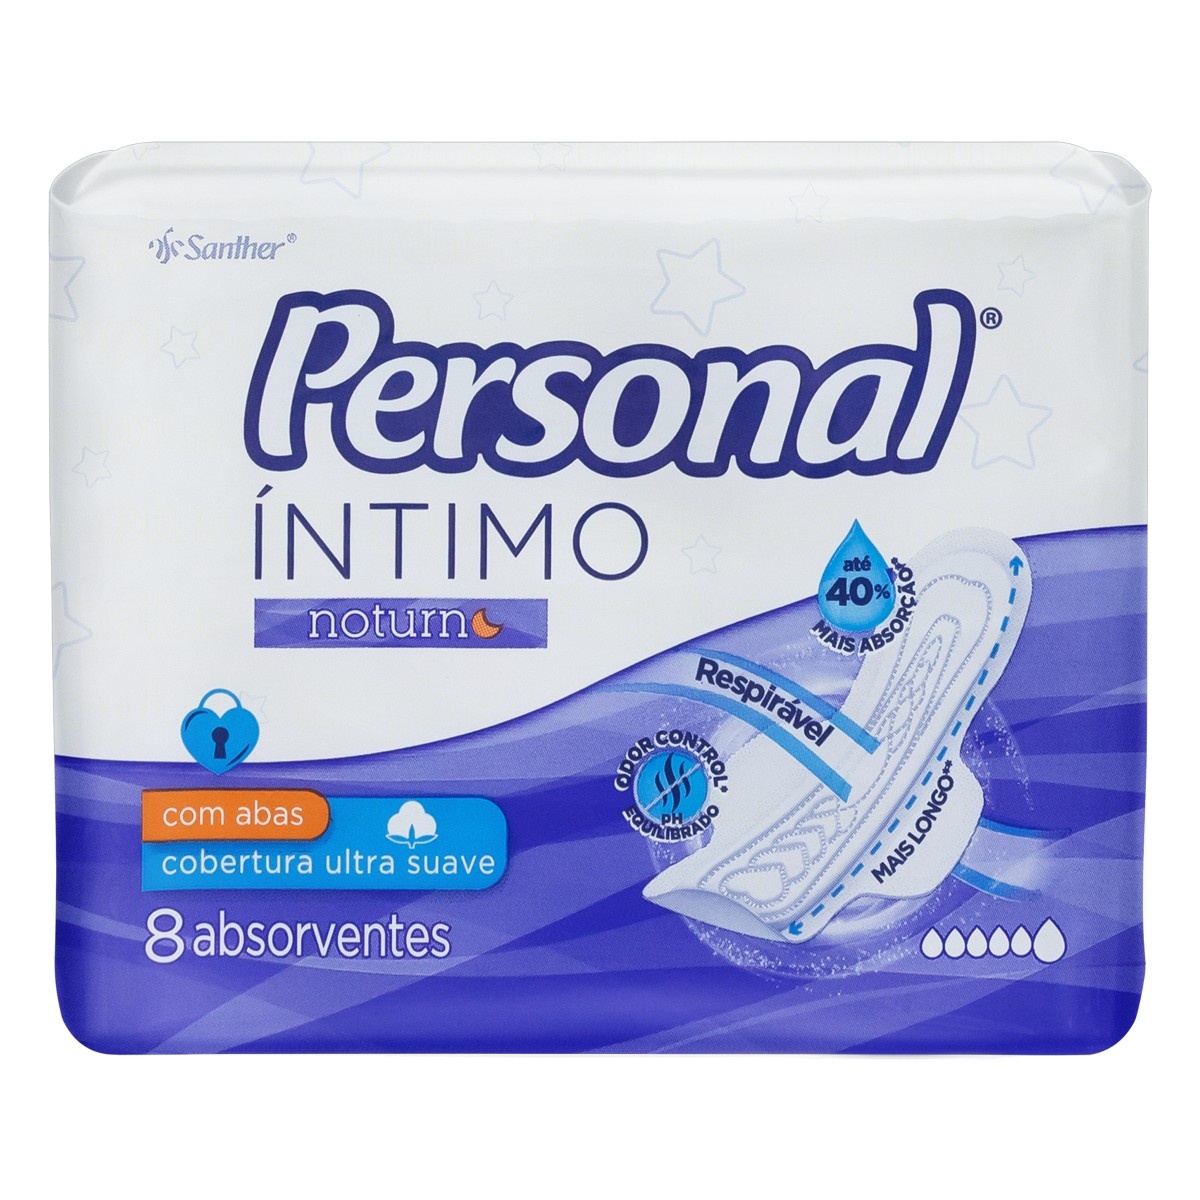 Santher®
Personal®
ÍNTIMO
noturno
até
40%
MAIS ABSORÇÃO*
Respirável
ODOR CONTROL*
PH
EQUILIBRADO
MAIS LONGO**
com abas
cobertura ultra suave
8 absorventes